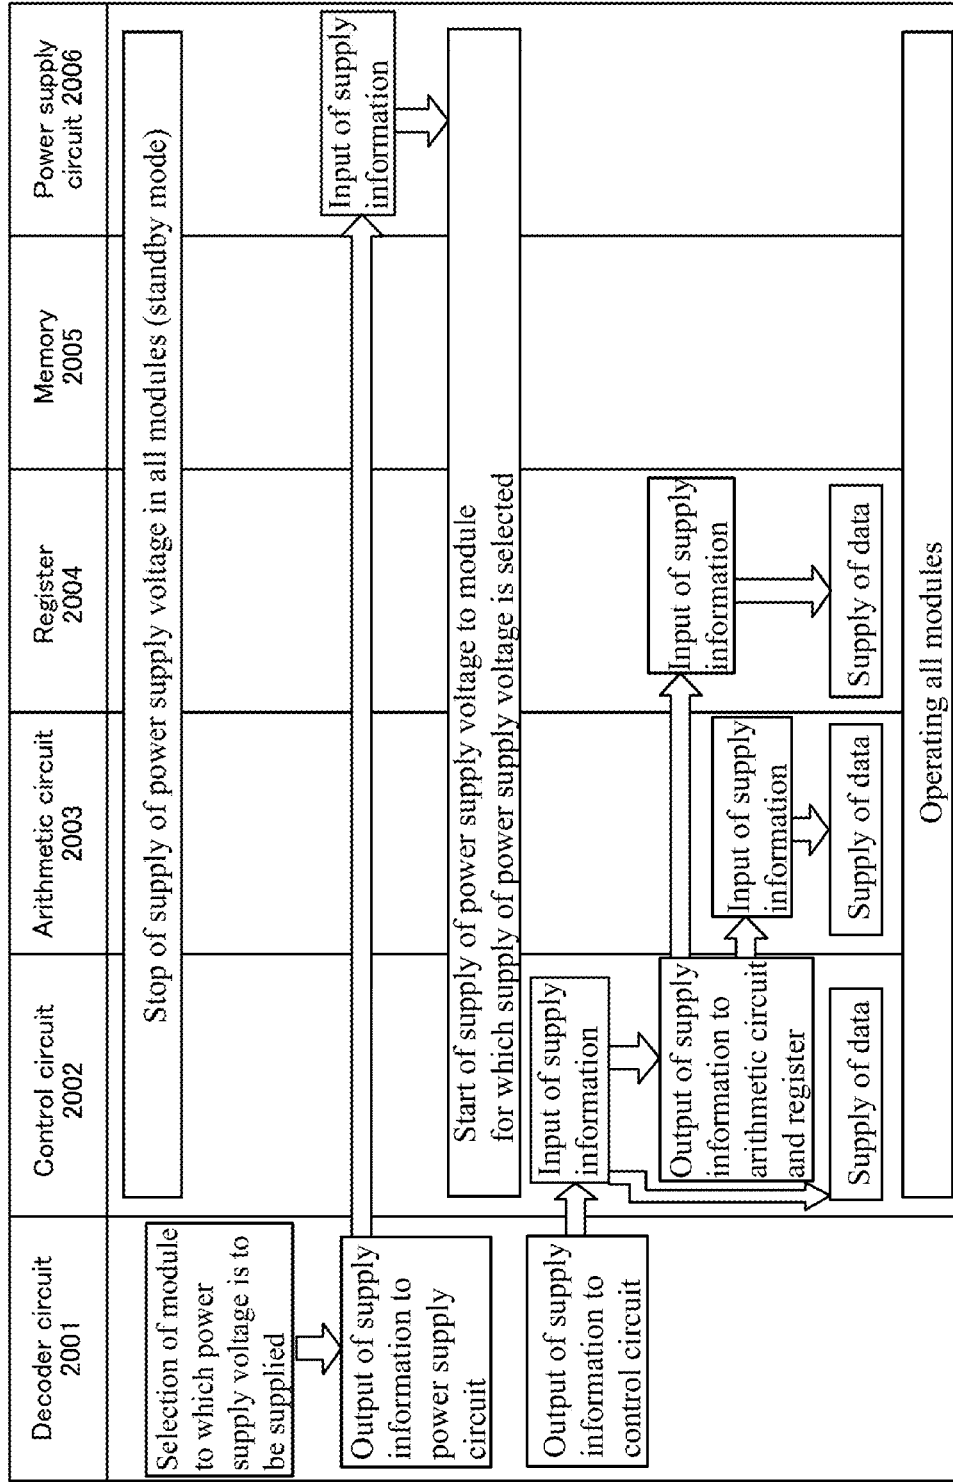 Decoder circuit
2001
Control circuit
2002
Arithmetic circuit
2003
Register
2004
Memory
2005
Power supply
circuit 2006
Stop of supply of power supply voltage in all modules (standby mode)
Selection of module
to which power
supply voltage is to
be supplied
Output of supply
information to
power supply
circuit
Input of supply
information
Start of supply of power supply voltage to module
for which supply of power supply voltage is selected
Output of supply
information to
control circuit
Input of supply
information
Output of supply
information to
arithmetic circuit
and register
Input of supply
information
Input of supply
information
Supply of data
Supply of data
Supply of data
Operating all modules